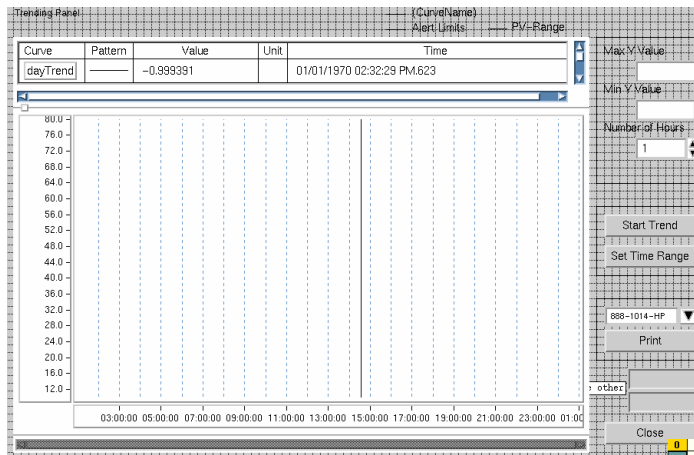 Trending Panel
(CurveName)
Alert Limits
PV-Range
Curve Pattern Value Unit Time
dayTrend -0.999391 01/01/1970 02:32:29 PM.623
Max Y Value
Min Y Value
Number of Hours
1
80.0
76.0
72.0
68.0
64.0
60.0
56.0
52.0
48.0
44.0
40.0
36.0
32.0
28.0
24.0
20.0
16.0
12.0
03:00:00 05:00:00 07:00:00 09:00:00 11:00:00 13:00:00 15:00:00 17:00:00 19:00:00 21:00:00 23:00:00 01:00
Start Trend
Set Time Range
888-1014-HP
Print
other
Close
0